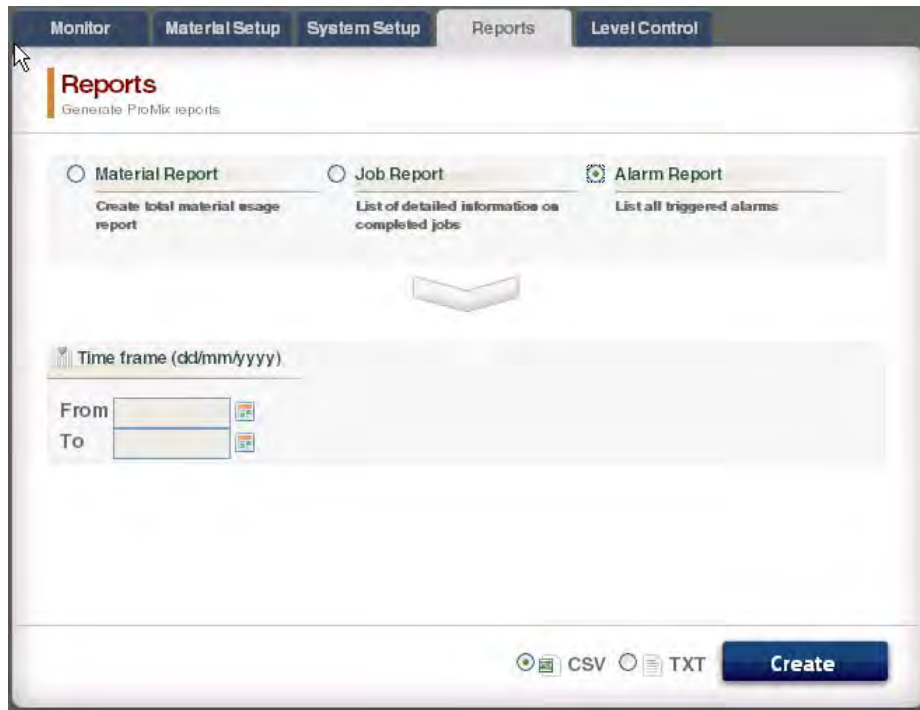 Monitor Material Setup System Setup Reports Level Control
Reports
Generate ProMix reports
Material Report Job Report Alarm Report
Create total material usage List of detailed information on List all triggered alarms
report completed jobs
Time frame (dd/mm/yyyy)
From
To
CSV TXT Create